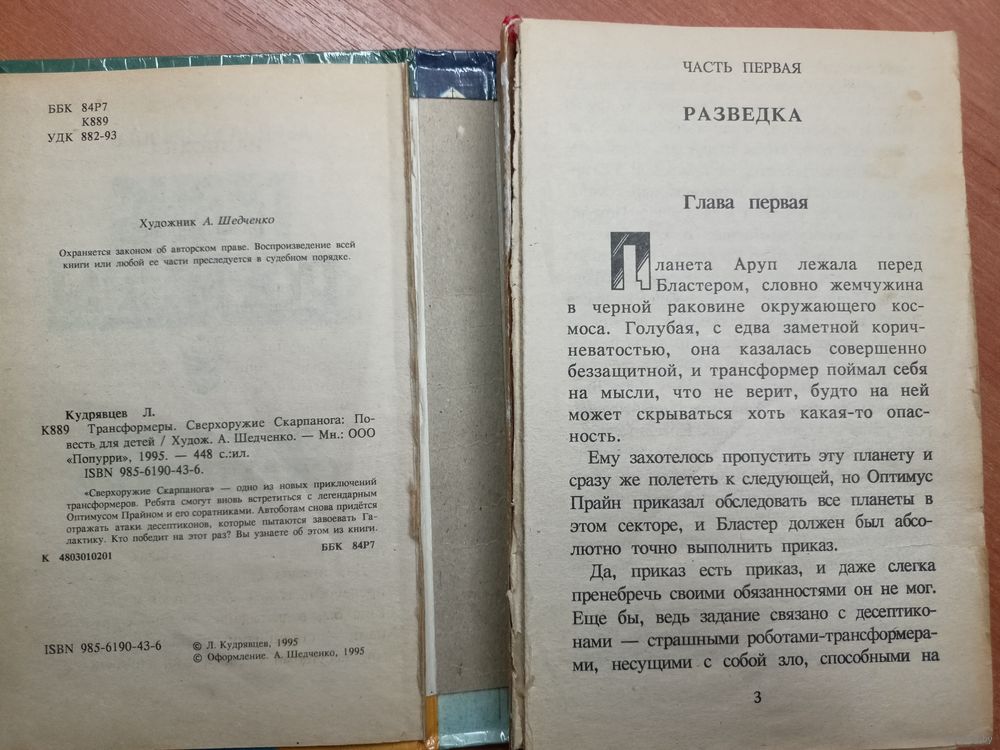 ББК 84Р7
К889
УДК 882-93
Художник А. Шедченко
Охраняется законом об авторском праве. Воспроизведение всей
книги или любой ее части преследуется в судебном порядке.
Кудрявцев Л.
К889 Трансформеры. Сверхоружие Скарпанога: По-
весть для детей / Худож. А. Шедченко. — Мн.: ООО
«Попурри», 1995. — 448 с.:ил.
ISBN 985-6190-43-6.
«Сверхоружие Скарпанога» — одно из новых приключений
трансформеров. Ребята смогут вновь встретиться с легендарным
Оптимусом Прайном и его соратниками. Автоботам снова придётся
отражать атаки десептиконов, которые пытаются завоевать Га-
лактику. Кто победит на этот раз? Вы узнаете об этом из книги.
К 4803010201
ББК 84Р7
ISBN 985-6190-43-6
© Л. Кудрявцев, 1995
© Оформление. А. Шедченко, 1995
ЧАСТЬ ПЕРВАЯ
РАЗВЕДКА
Глава первая
Планета Аруп лежала перед
Бластером, словно жемчужина
в черной раковине окружающего кос-
моса. Голубая, с едва заметной корич-
неватостью, она казалась совершенно
беззащитной, и трансформер поймал себя
на мысли, что не верит, будто на ней
может скрываться хоть какая-то опас-
ность.
Ему захотелось пропустить эту планету и
сразу же полететь к следующей, но Оптимус
Прайн приказал обследовать все планеты в
этом секторе, и Бластер должен был абсо-
лютно точно выполнить приказ.
Да, приказ есть приказ, и даже слегка
пренебречь своими обязанностями он не мог.
Еще бы, ведь задание связано с десептико-
нами — страшными роботами-трансформера-
ми, несущими с собой зло, способными на
3